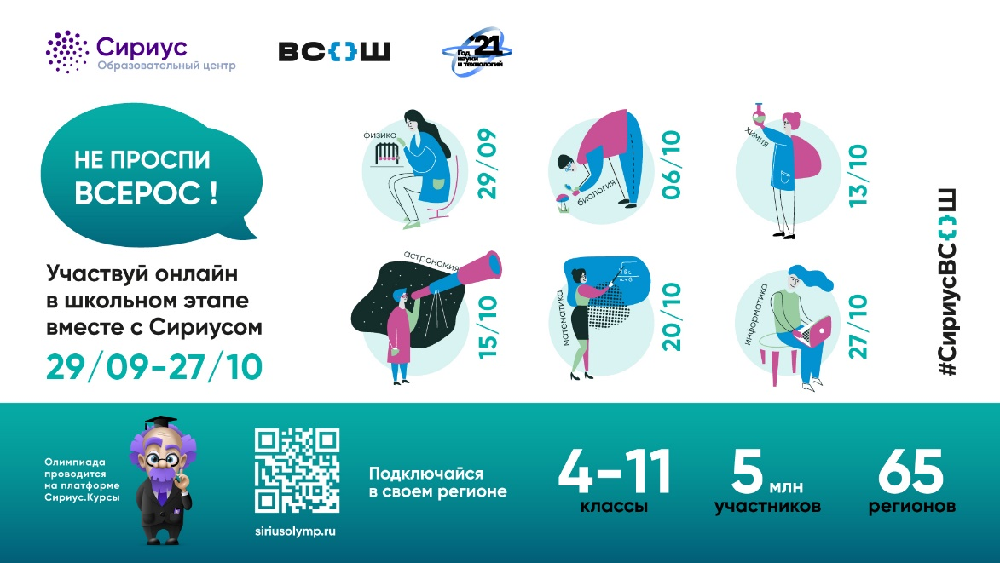 Сириус
Образовательный центр
ВС{}Ш
Год '21
науки
и технологий
НЕ ПРОСПИ
ВСЕРОС !
Участвуй онлайн
в школьном этапе
вместе с Сириусом
29/09-27/10
физика
29/09
биология
06/10
химия
13/10
астрономия
15/10
математика
√BC
a+B
20/10
информатика
27/10
#СириусВС{}Ш
Олимпиада
проводится
на платформе
Сириус.Курсы
siriusolymp.ru
Подключайся
в своем регионе
4-11
классы
5 млн
участников
65
регионов